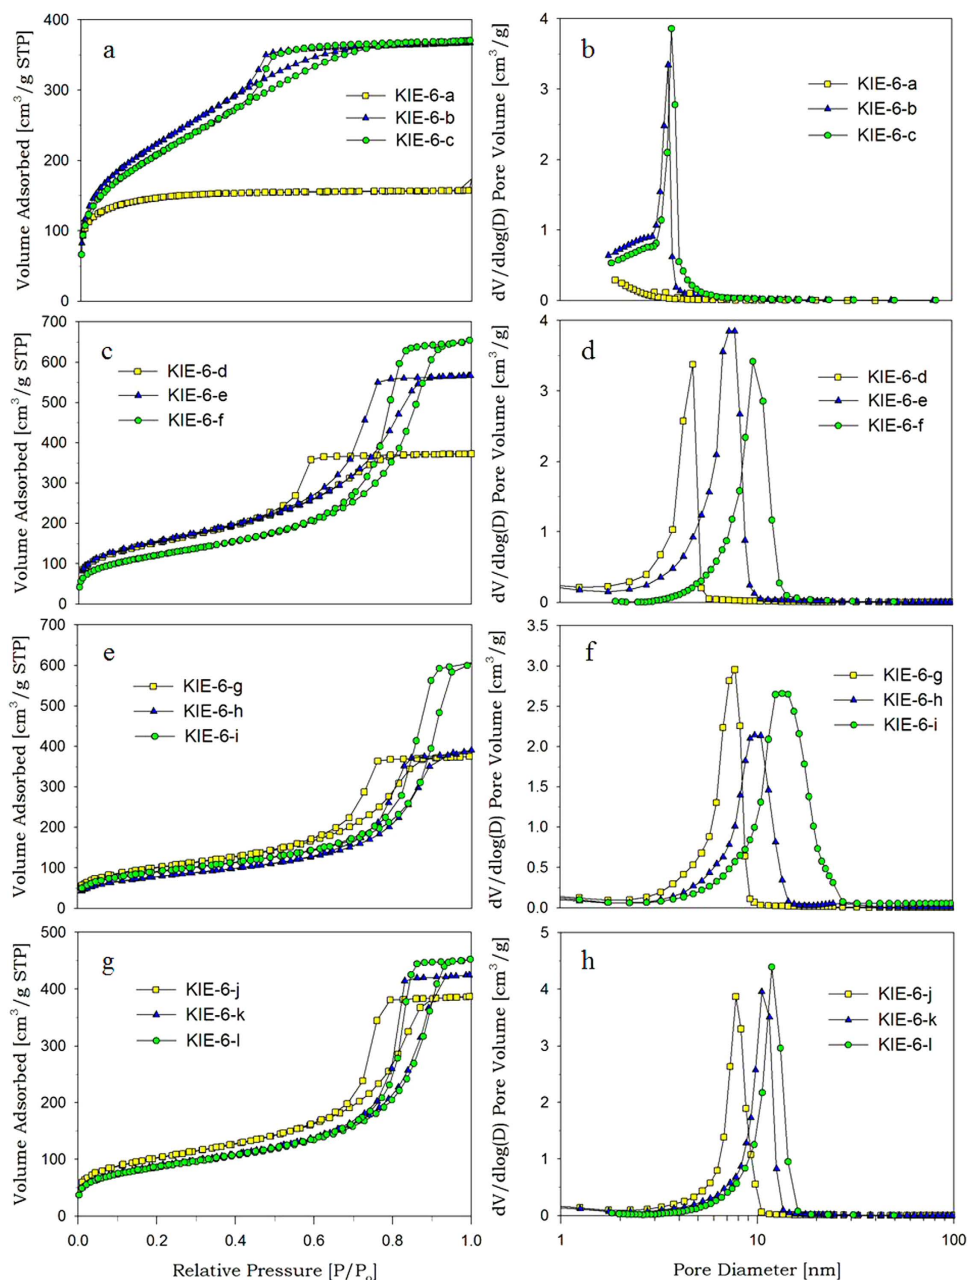 a
Volume Adsorbed [cm³/g STP]
400
300
200
100
0
KIE-6-a
KIE-6-b
KIE-6-c
b
dV/dlog(D) Pore Volume [cm³/g]
4
3
2
1
0
KIE-6-a
KIE-6-b
KIE-6-c
c
Volume Adsorbed [cm³/g STP]
700
600
500
400
300
200
100
0
KIE-6-d
KIE-6-e
KIE-6-f
d
dV/dlog(D) Pore Volume [cm³/g]
4
3
2
1
0
KIE-6-d
KIE-6-e
KIE-6-f
e
Volume Adsorbed [cm³/g STP]
700
600
500
400
300
200
100
0
KIE-6-g
KIE-6-h
KIE-6-i
f
dV/dlog(D) Pore Volume [cm³/g]
3.5
3.0
2.5
2.0
1.5
1.0
0.5
0.0
KIE-6-g
KIE-6-h
KIE-6-i
g
Volume Adsorbed [cm³/g STP]
500
400
300
200
100
0
KIE-6-j
KIE-6-k
KIE-6-l
0.0 0.2 0.4 0.6 0.8 1.0
Relative Pressure [P/Pₒ]
h
dV/dlog(D) Pore Volume [cm³/g]
5
4
3
2
1
0
KIE-6-j
KIE-6-k
KIE-6-l
1 10 100
Pore Diameter [nm]